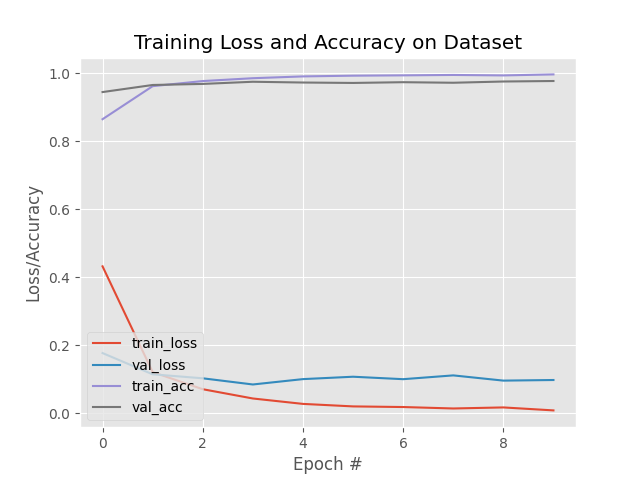 Training Loss and Accuracy on Dataset
Loss/Accuracy
1.0
0.8
0.6
0.4
0.2
0.0
train_loss
val_loss
train_acc
val_acc
0 2 4 6 8
Epoch #